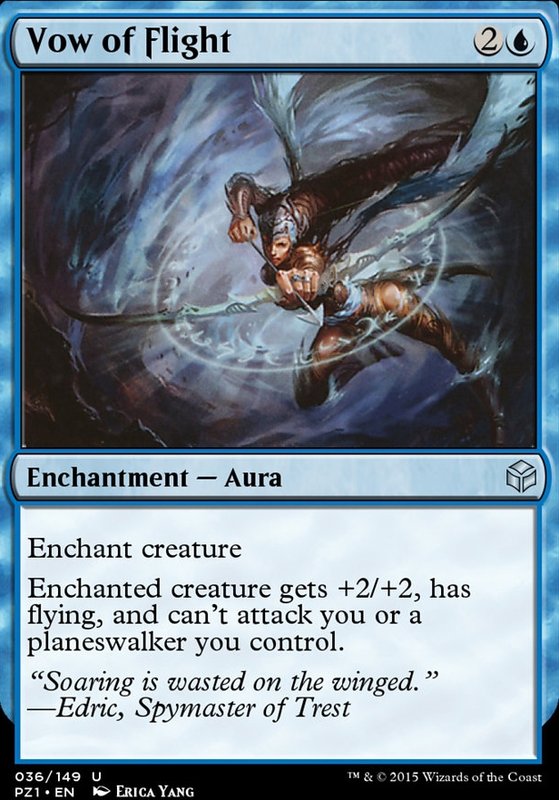 Vow of Flight 2
Enchantment — Aura
Enchant creature
Enchanted creature gets +2/+2, has
flying, and can't attack you or a
planeswalker you control.
"Soaring is wasted on the winged."
—Edric, Spymaster of Trest
036/149 U
PZ1 • EN Erica Yang
™ & © 2015 Wizards of the Coast